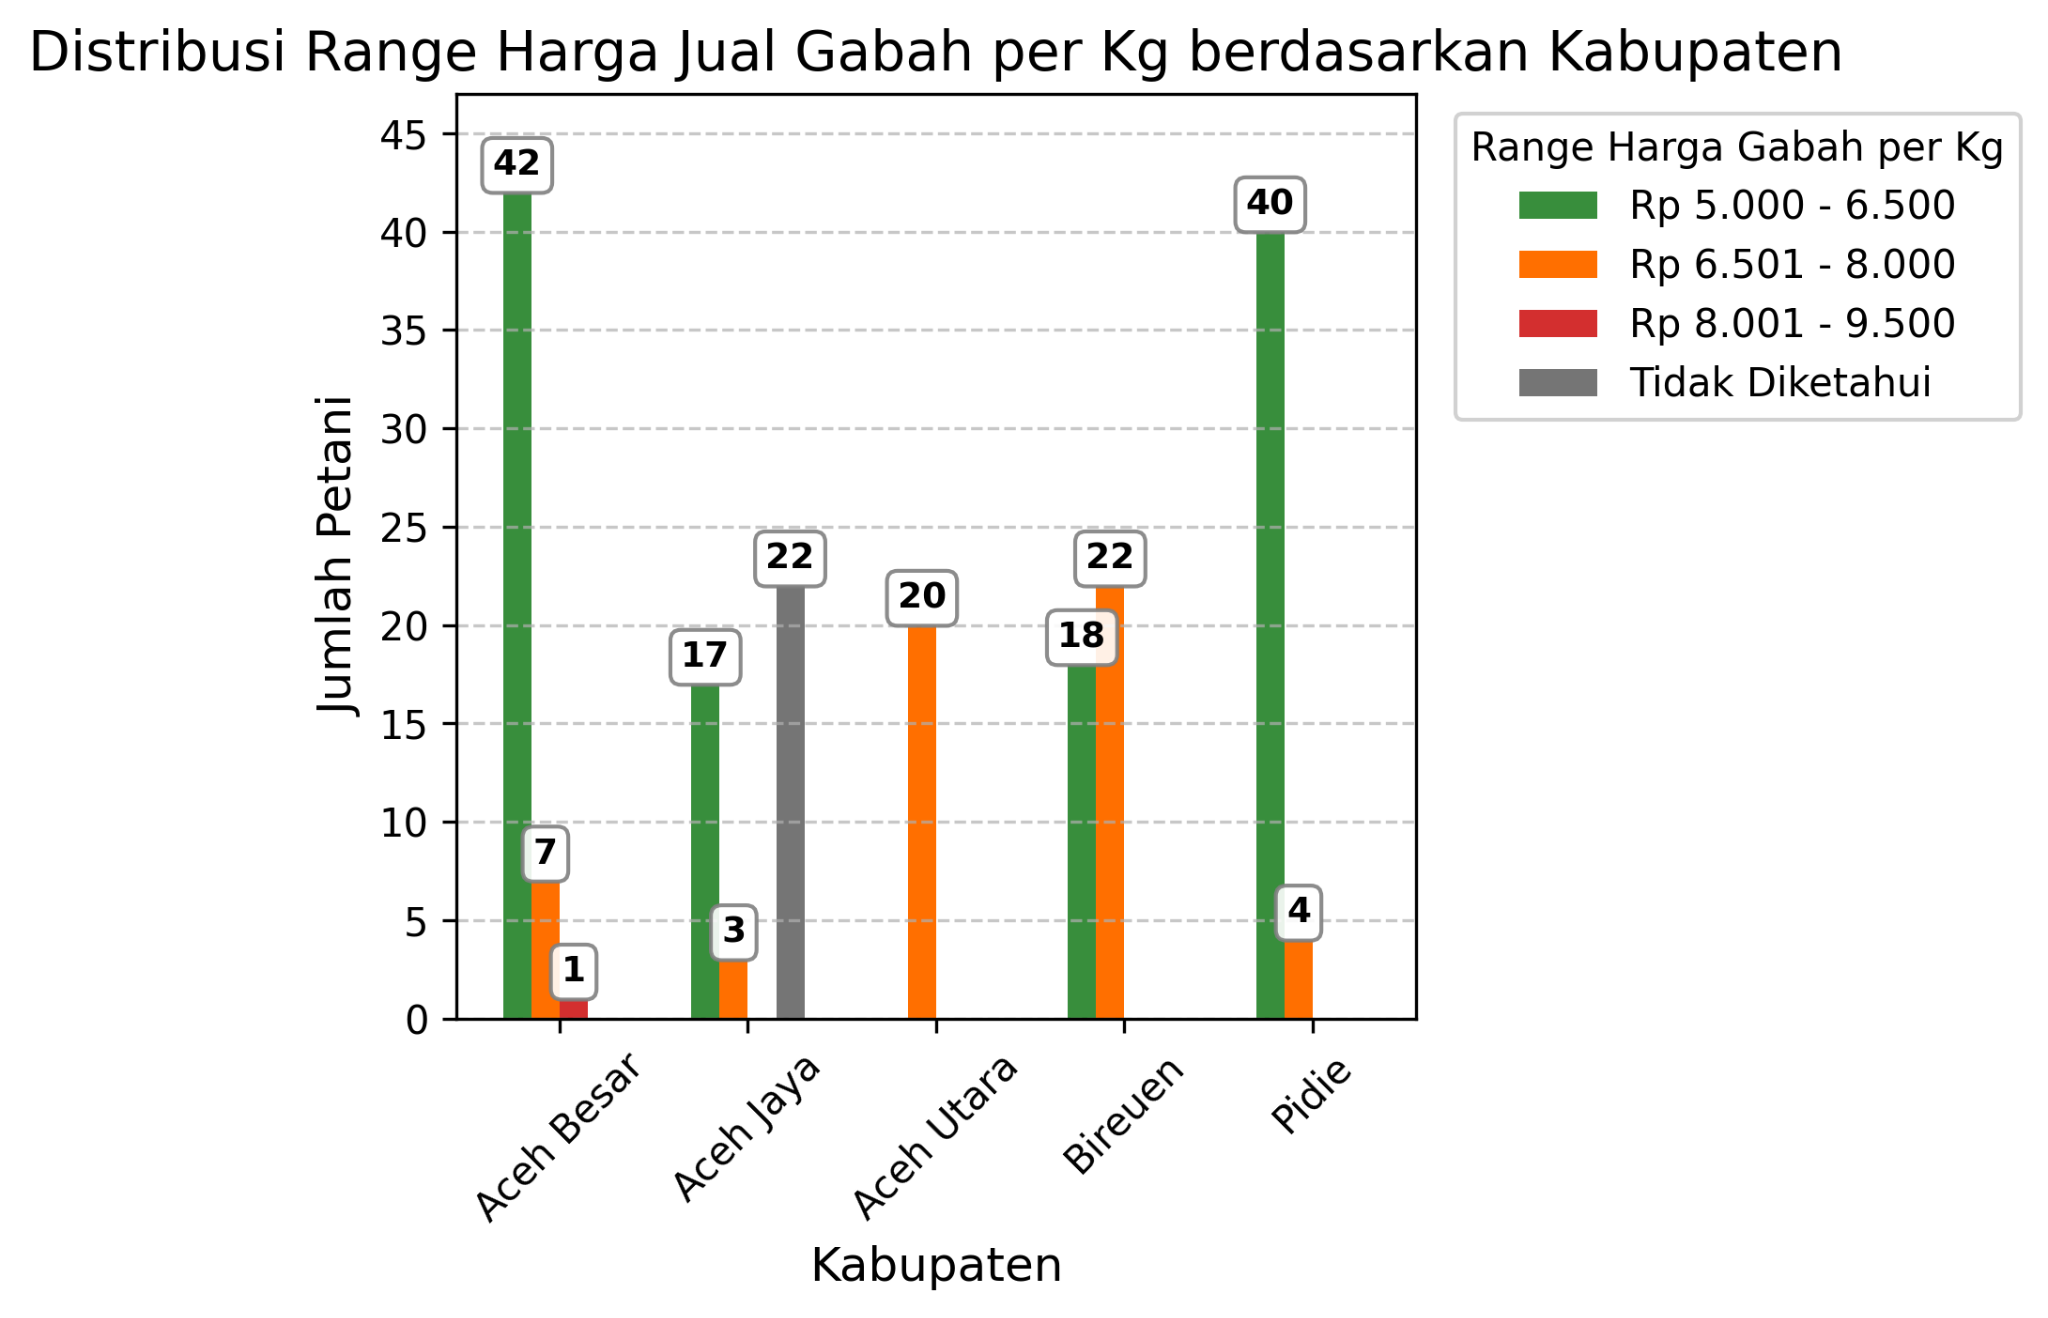 Distribusi Range Harga Jual Gabah per Kg berdasarkan Kabupaten
Range Harga Gabah per Kg
Rp 5.000 - 6.500
Rp 6.501 - 8.000
Rp 8.001 - 9.500
Tidak Diketahui
Jumlah Petani
45
40
35
30
25
20
15
10
5
0
42
7
1
17
3
22
20
18
22
40
4
Aceh Besar
Aceh Jaya
Aceh Utara
Bireuen
Pidie
Kabupaten